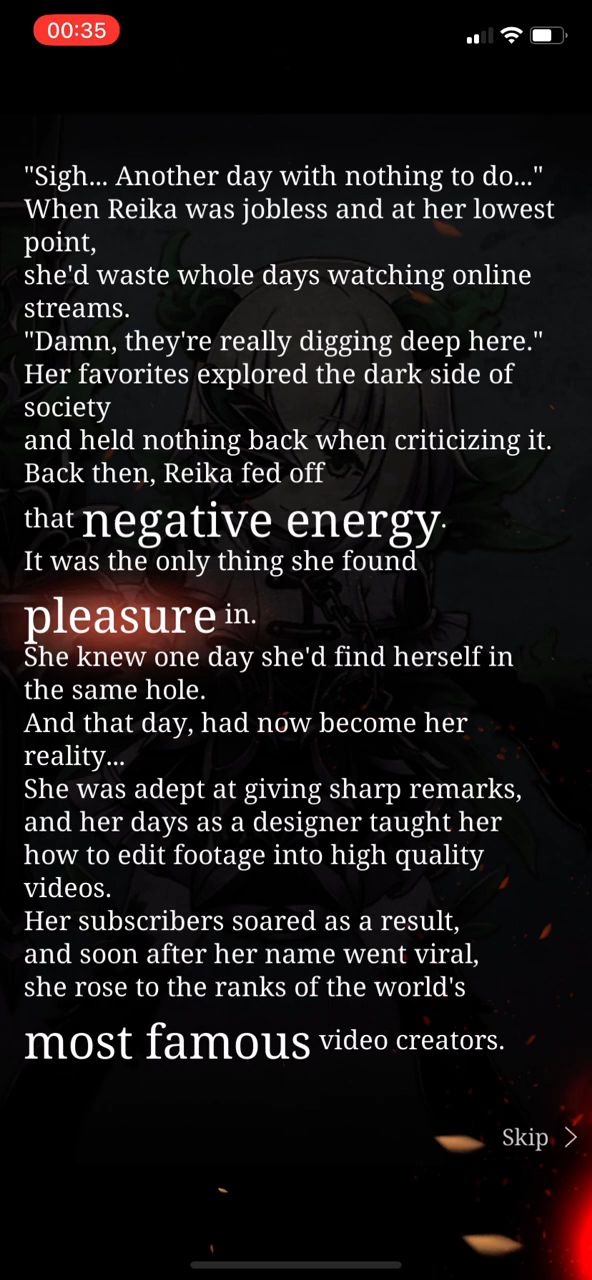 00:35
"Sigh... Another day with nothing to do..."
When Reika was jobless and at her lowest
point,
she'd waste whole days watching online
streams.
"Damn, they're really digging deep here."
Her favorites explored the dark side of
society
and held nothing back when criticizing it.
Back then, Reika fed off
that negative energy.
It was the only thing she found
pleasure in.
She knew one day she'd find herself in
the same hole.
And that day, had now become her
reality...
She was adept at giving sharp remarks,
and her days as a designer taught her
how to edit footage into high quality
videos.
Her subscribers soared as a result,
and soon after her name went viral,
she rose to the ranks of the world's
most famous video creators.
Skip